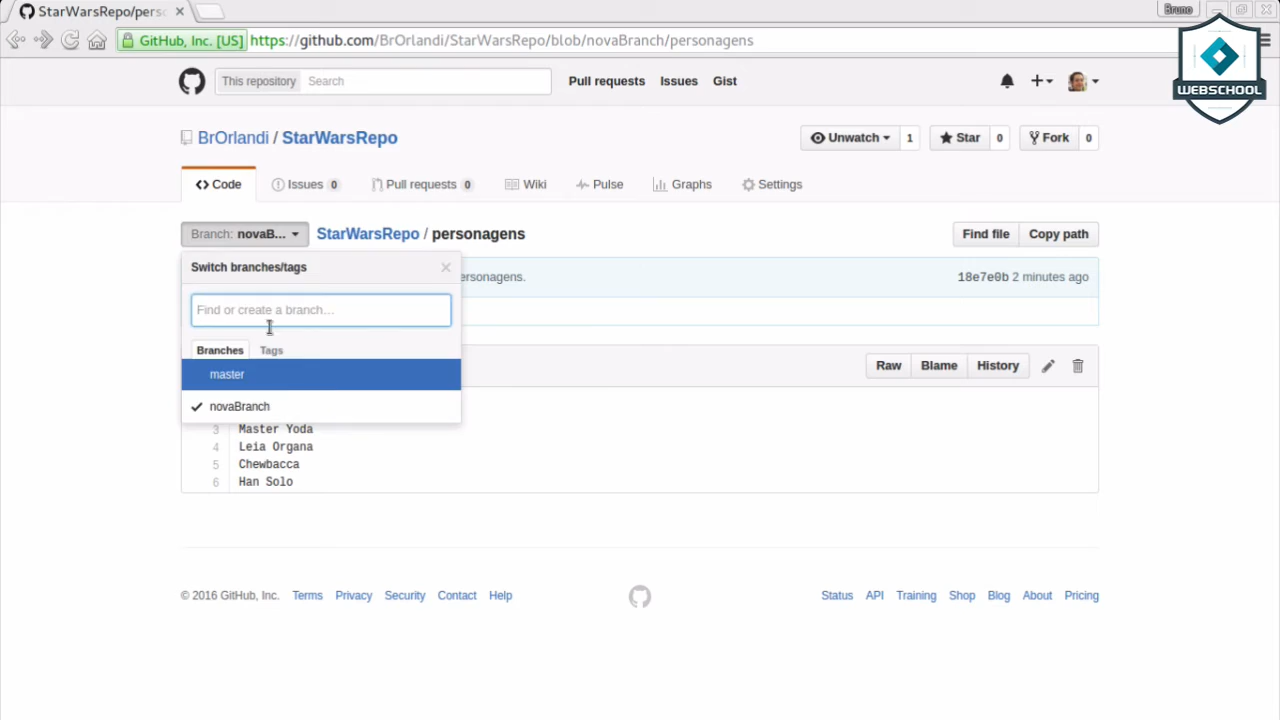 StarWarsRepo/perso
Bruno
GitHub, Inc. [US] https://github.com/BrOrlandi/StarWarsRepo/blob/novaBranch/personagens
WEBSCHOOL
This repository Search Pull requests Issues Gist
BrOrlandi / StarWarsRepo
Unwatch 1 Star 0 Fork 0
Code Issues 0 Pull requests 0 Wiki Pulse Graphs Settings
Branch: novaB... StarWarsRepo / personagens Find file Copy path
Switch branches/tags
ersonagens. 18e7e0b 2 minutes ago
Find or create a branch...
Branches Tags
Raw Blame History
master
novaBranch
3 Master Yoda
4 Leia Organa
5 Chewbacca
6 Han Solo
© 2016 GitHub, Inc. Terms Privacy Security Contact Help Status API Training Shop Blog About Pricing